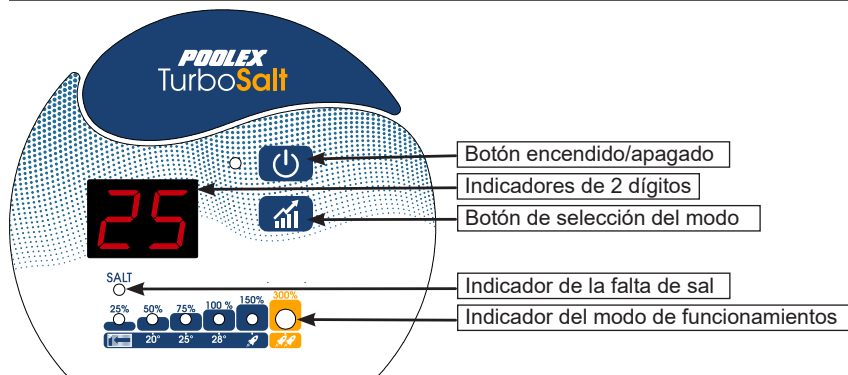 POOLEX
TurboSalt
Botón encendido/apagado
Indicadores de 2 dígitos
25
Botón de selección del modo
SALT
Indicador de la falta de sal
25% 50% 75% 100 % 150% 300%
Indicador del modo de funcionamientos
20° 25° 28°